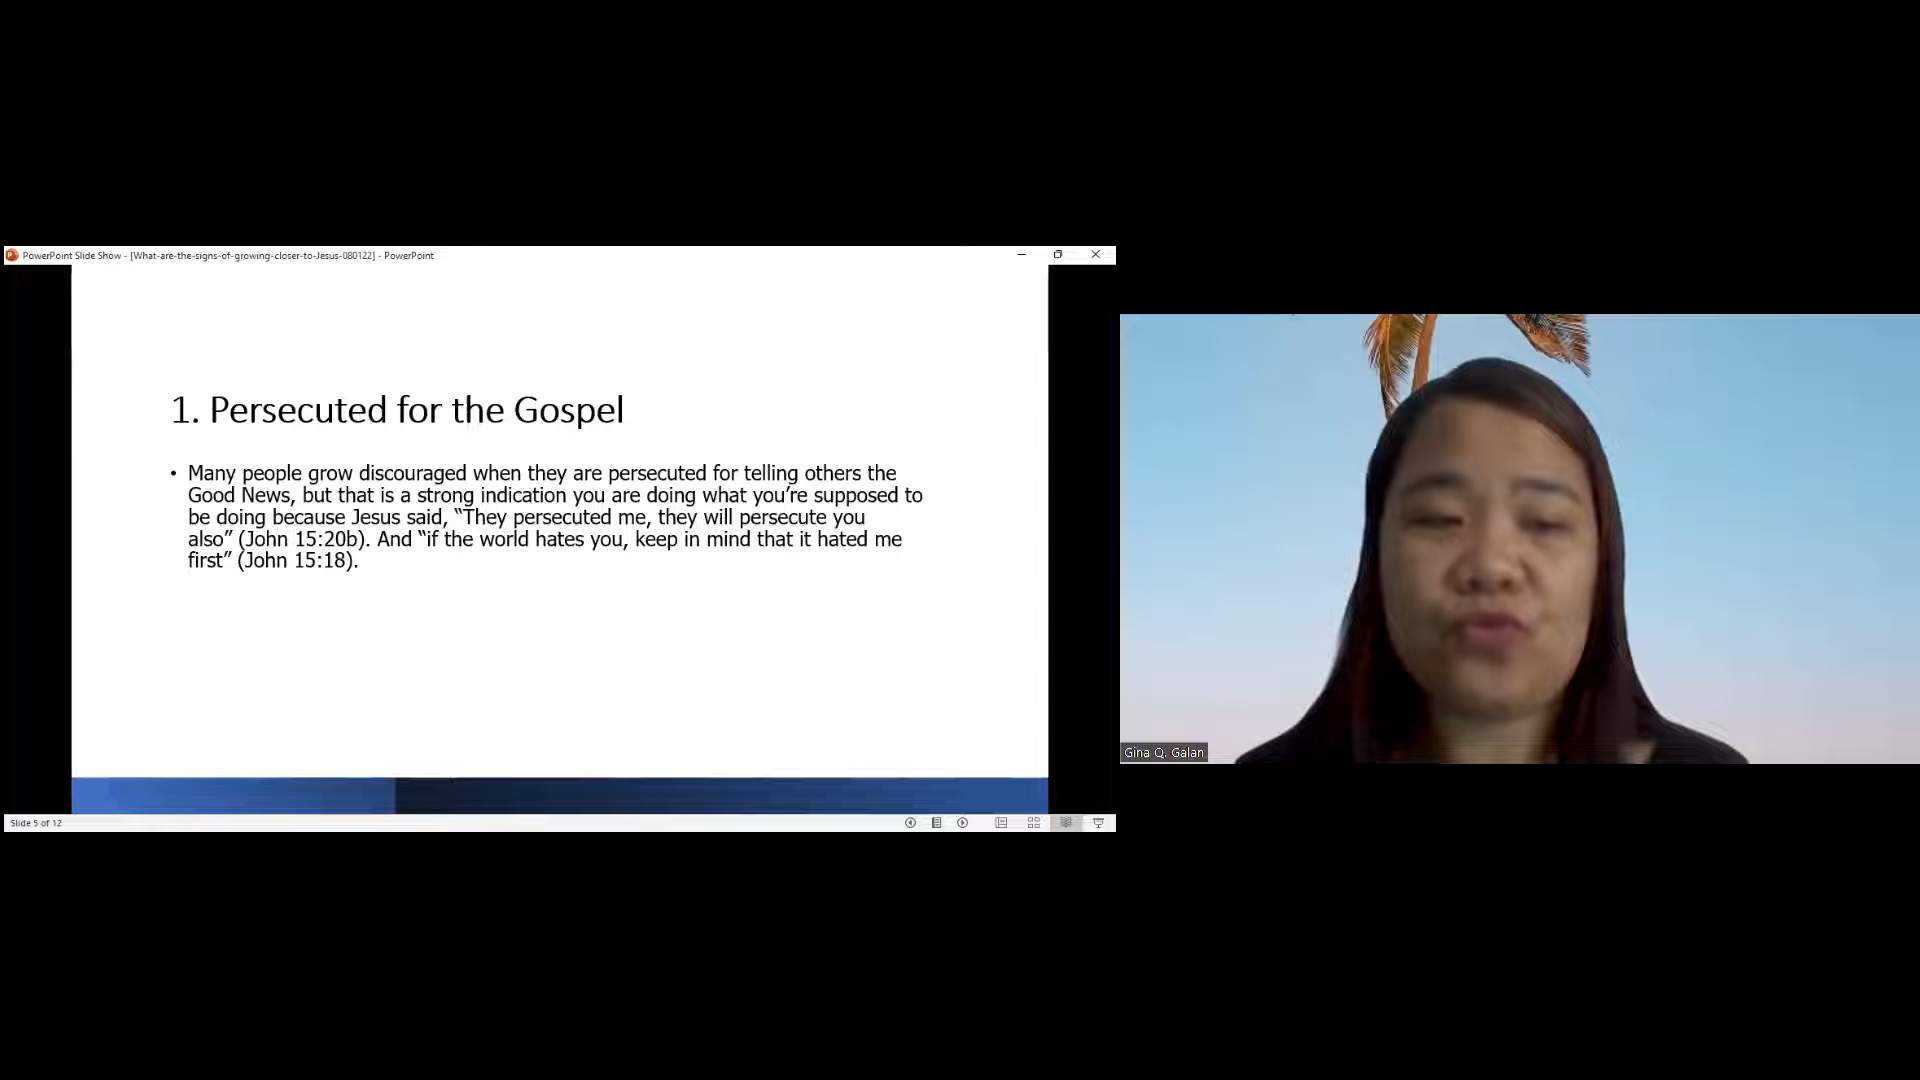 PowerPoint Slide Show - [What-are-the-signs-of-growing-closer-to-Jesus-080122] - PowerPoint
1. Persecuted for the Gospel
• Many people grow discouraged when they are persecuted for telling others the
Good News, but that is a strong indication you are doing what you’re supposed to
be doing because Jesus said, “They persecuted me, they will persecute you
also” (John 15:20b). And “if the world hates you, keep in mind that it hated me
first” (John 15:18).
Gina Q. Galan
Slide 5 of 12